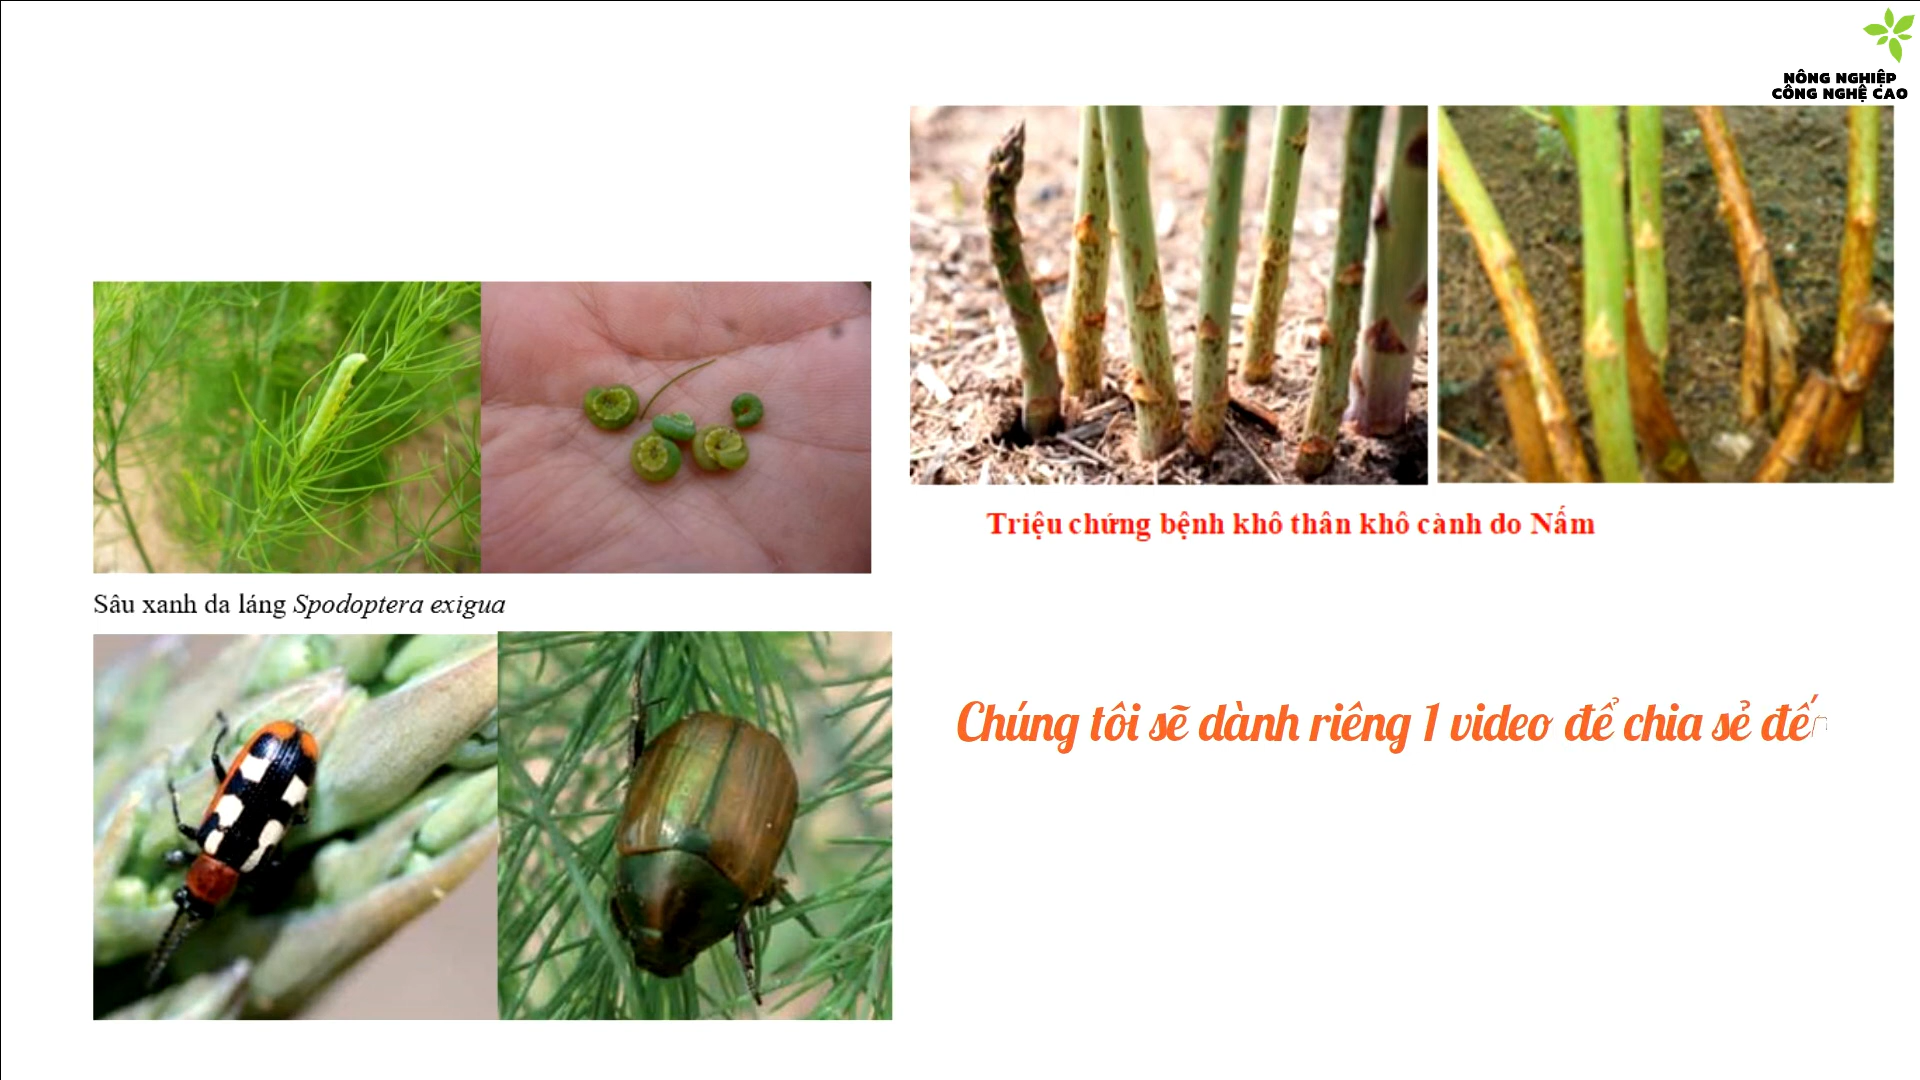 NÔNG NGHIỆP
CÔNG NGHỆ CAO
Triệu chứng bệnh khô thân khô cành do Nấm
Sâu xanh da láng Spodoptera exigua
Chúng tôi sẽ dành riêng 1 video để chia sẻ đến